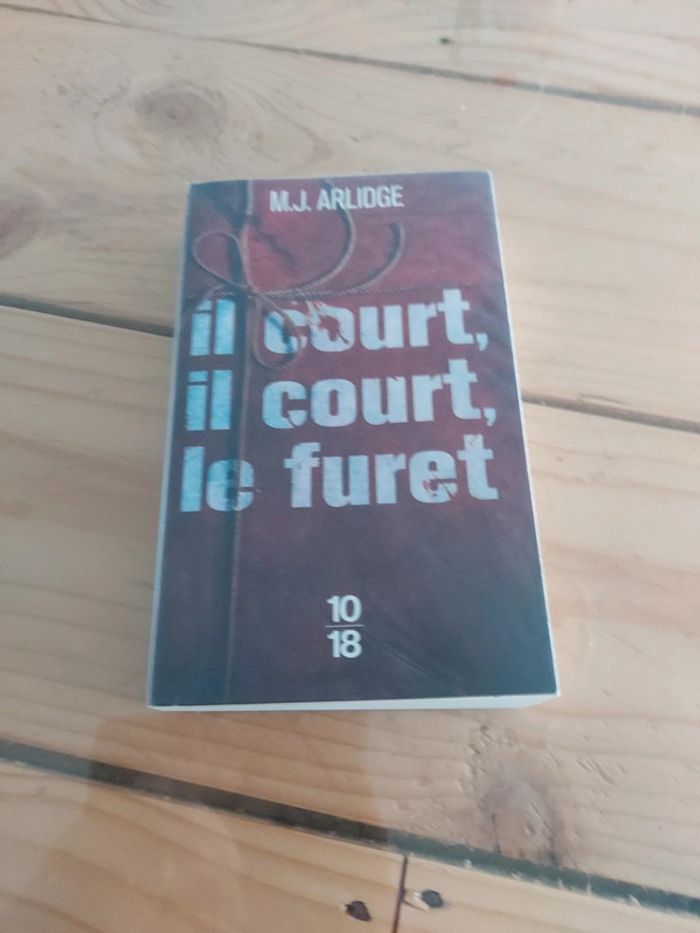 M.J. ARLIDGE
il court,
il court,
le furet
10
18